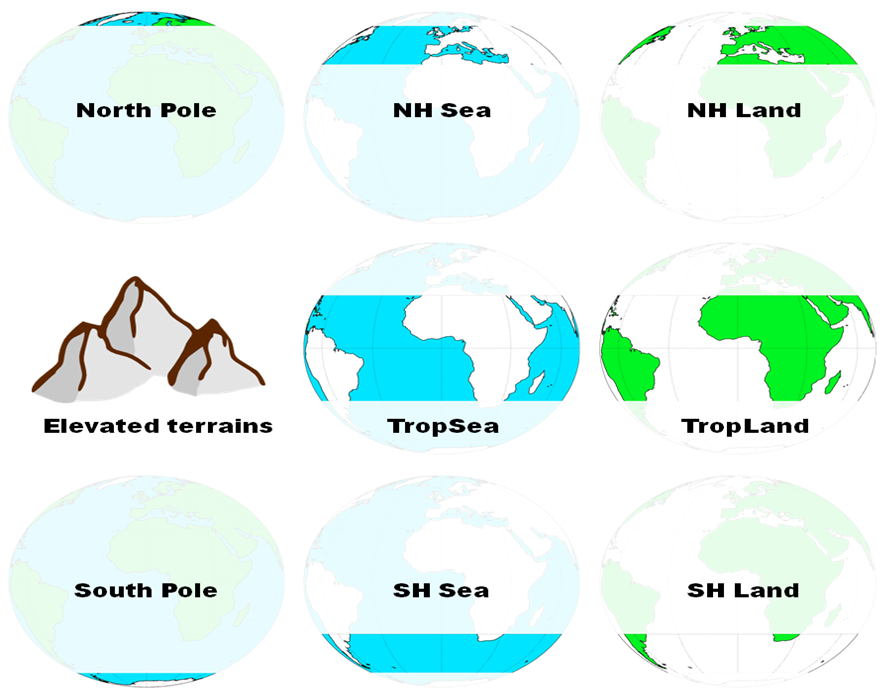 North Pole
NH Sea
NH Land
Elevated terrains
TropSea
TropLand
South Pole
SH Sea
SH Land